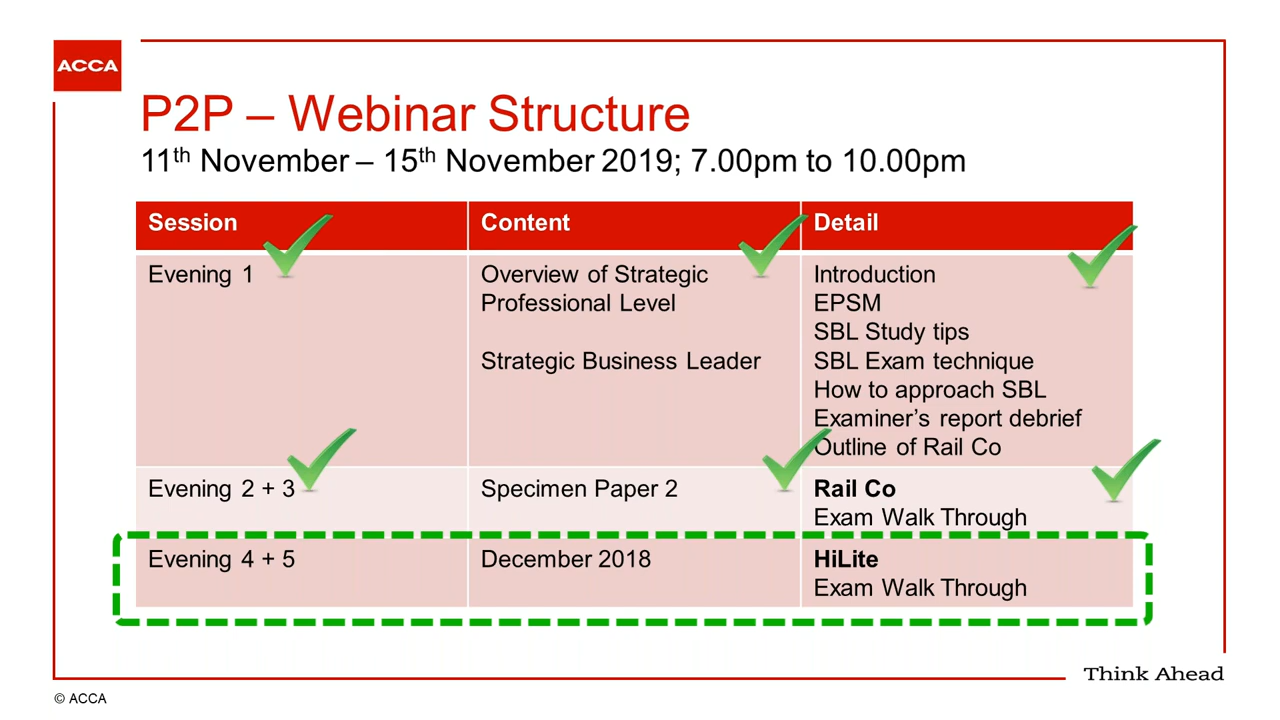 ACCA
P2P – Webinar Structure
11th November – 15th November 2019; 7.00pm to 10.00pm
Session Content Detail
Evening 1 Overview of Strategic Introduction
Professional Level EPSM
SBL Study tips
Strategic Business Leader SBL Exam technique
How to approach SBL
Examiner's report debrief
Outline of Rail Co
Evening 2 + 3 Specimen Paper 2 Rail Co
Exam Walk Through
Evening 4 + 5 December 2018 HiLite
Exam Walk Through
Think Ahead
© ACCA